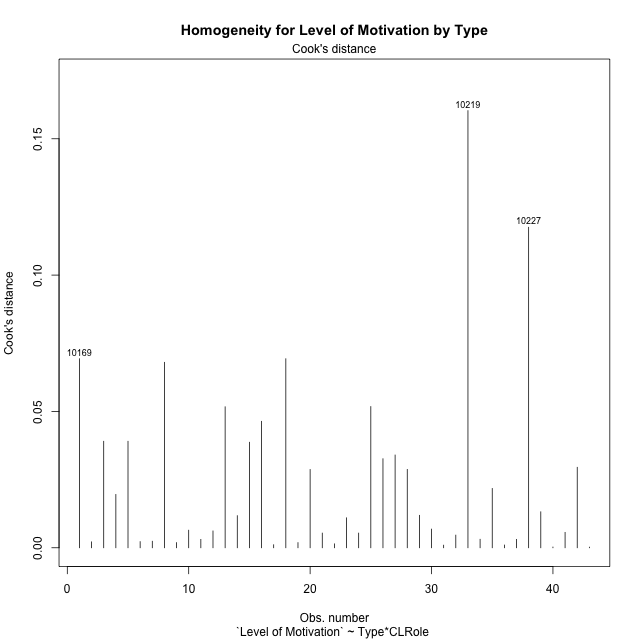 Homogeneity for Level of Motivation by Type
Cook's distance
10219
10227
10169
Cook's distance
0.15
0.10
0.05
0.00
0 10 20 30 40
Obs. number
`Level of Motivation` ~ Type*CLRole